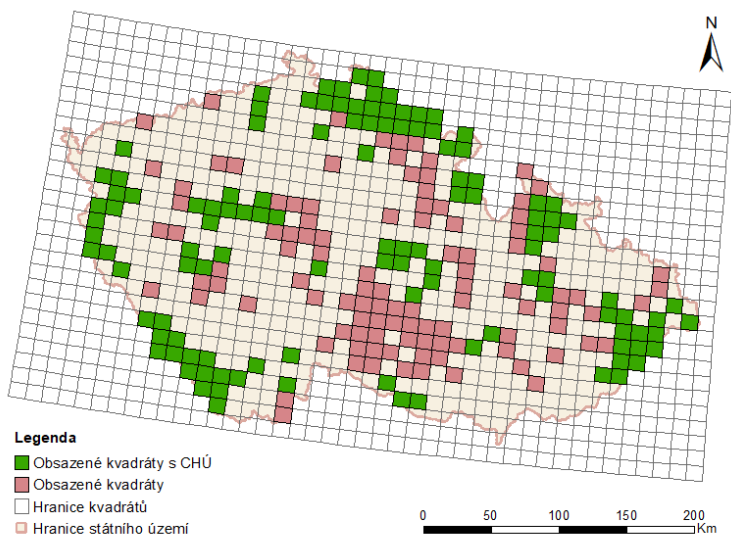 N
Legenda
Obsazené kvadráty s CHÚ
Obsazené kvadráty
Hranice kvadrátů
Hranice státního území
0 50 100 150 200
Km